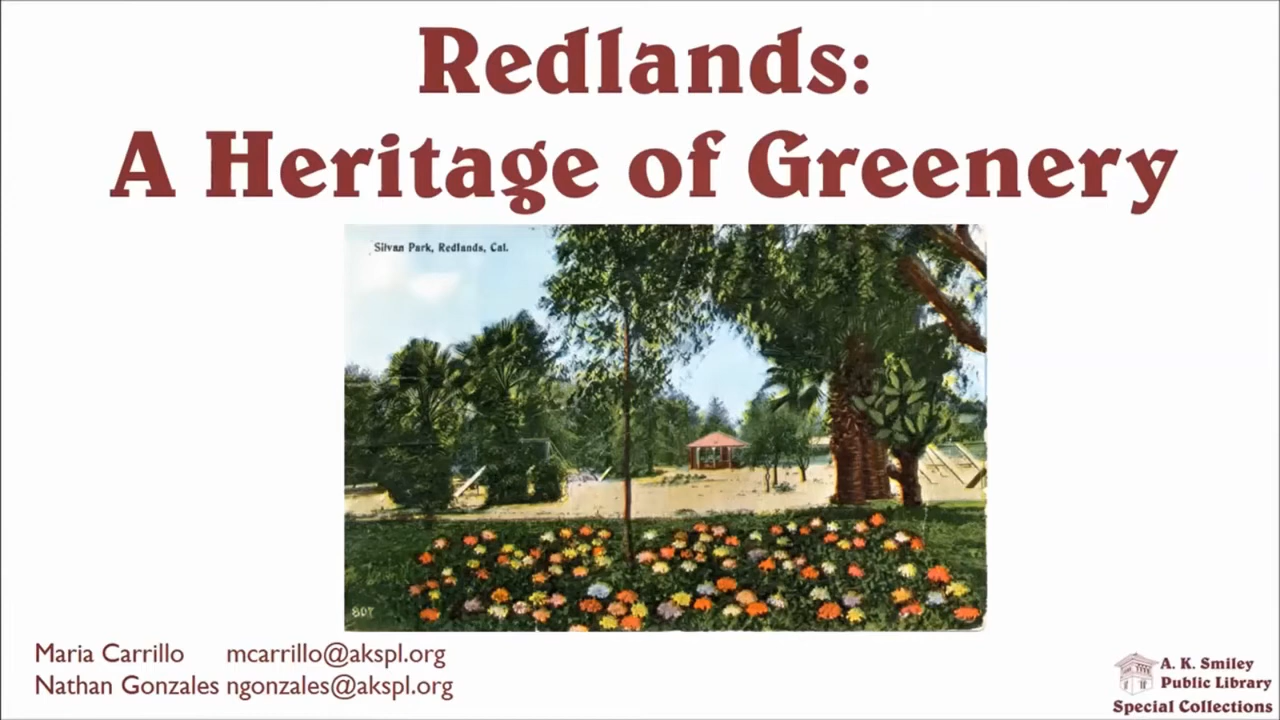 Redlands:
A Heritage of Greenery
Silvan Park, Redlands, Cal.
807
Maria Carrillo mcarrillo@akspl.org
Nathan Gonzales ngonzales@akspl.org
A. K. Smiley
Public Library
Special Collections